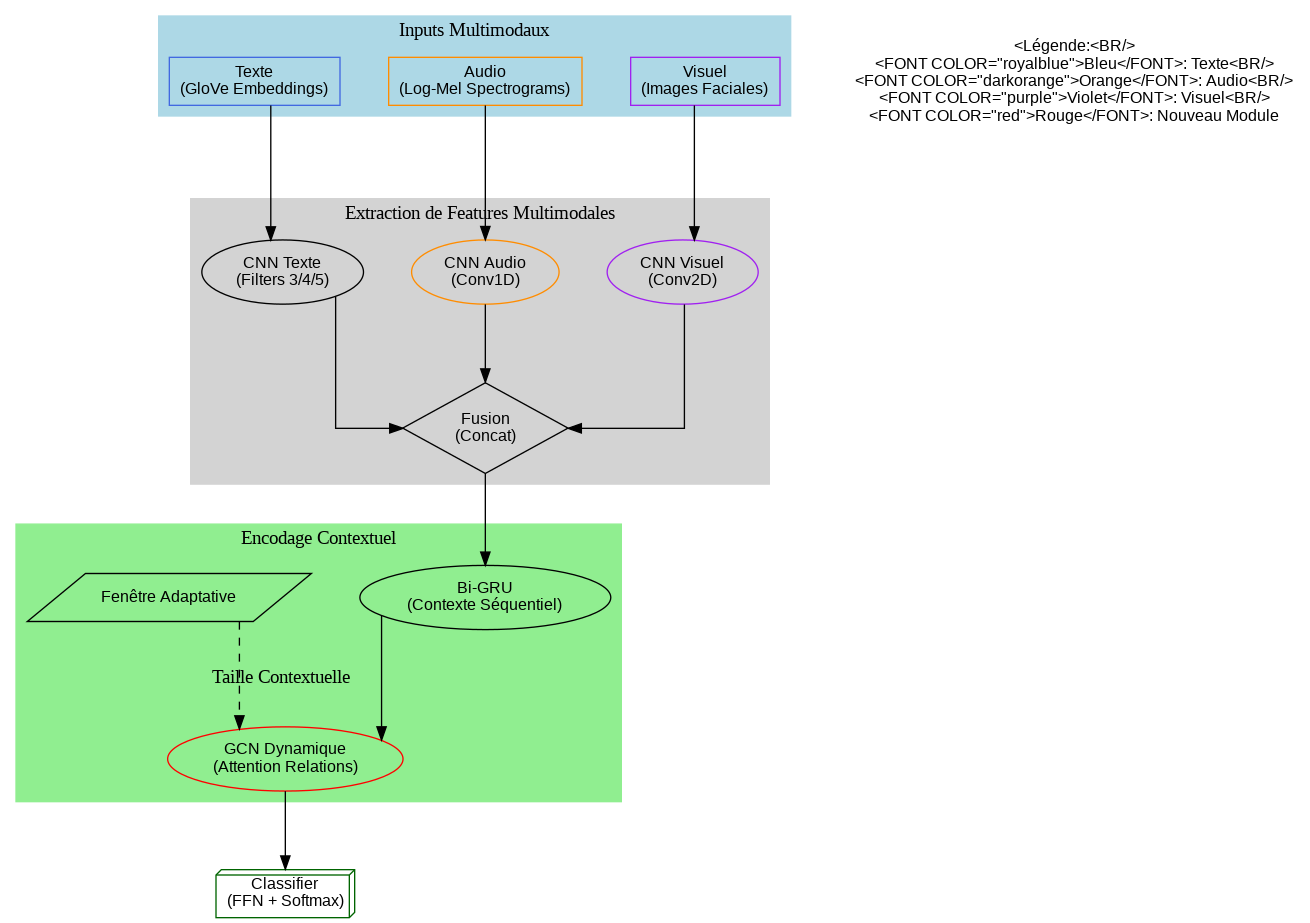 Inputs Multimodaux
Texte
(GloVe Embeddings)
Audio
(Log-Mel Spectrograms)
Visuel
(Images Faciales)
<Légende:<BR/>
<FONT COLOR="royalblue">Bleu</FONT>: Texte<BR/>
<FONT COLOR="darkorange">Orange</FONT>: Audio<BR/>
<FONT COLOR="purple">Violet</FONT>: Visuel<BR/>
<FONT COLOR="red">Rouge</FONT>: Nouveau Module
Extraction de Features Multimodales
CNN Texte
(Filters 3/4/5)
CNN Audio
(Conv1D)
CNN Visuel
(Conv2D)
Fusion
(Concat)
Encodage Contextuel
Fenêtre Adaptative
Bi-GRU
(Contexte Séquentiel)
Taille Contextuelle
GCN Dynamique
(Attention Relations)
Classifier
(FFN + Softmax)